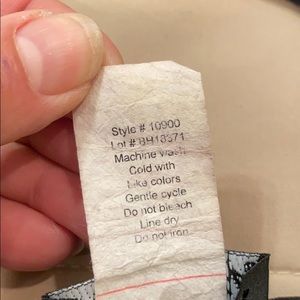 Style # 10900
Lot # BH18371
Machine wash
Cold with
Like colors
Gentle cycle
Do not bleach
Line dry
Do not iron